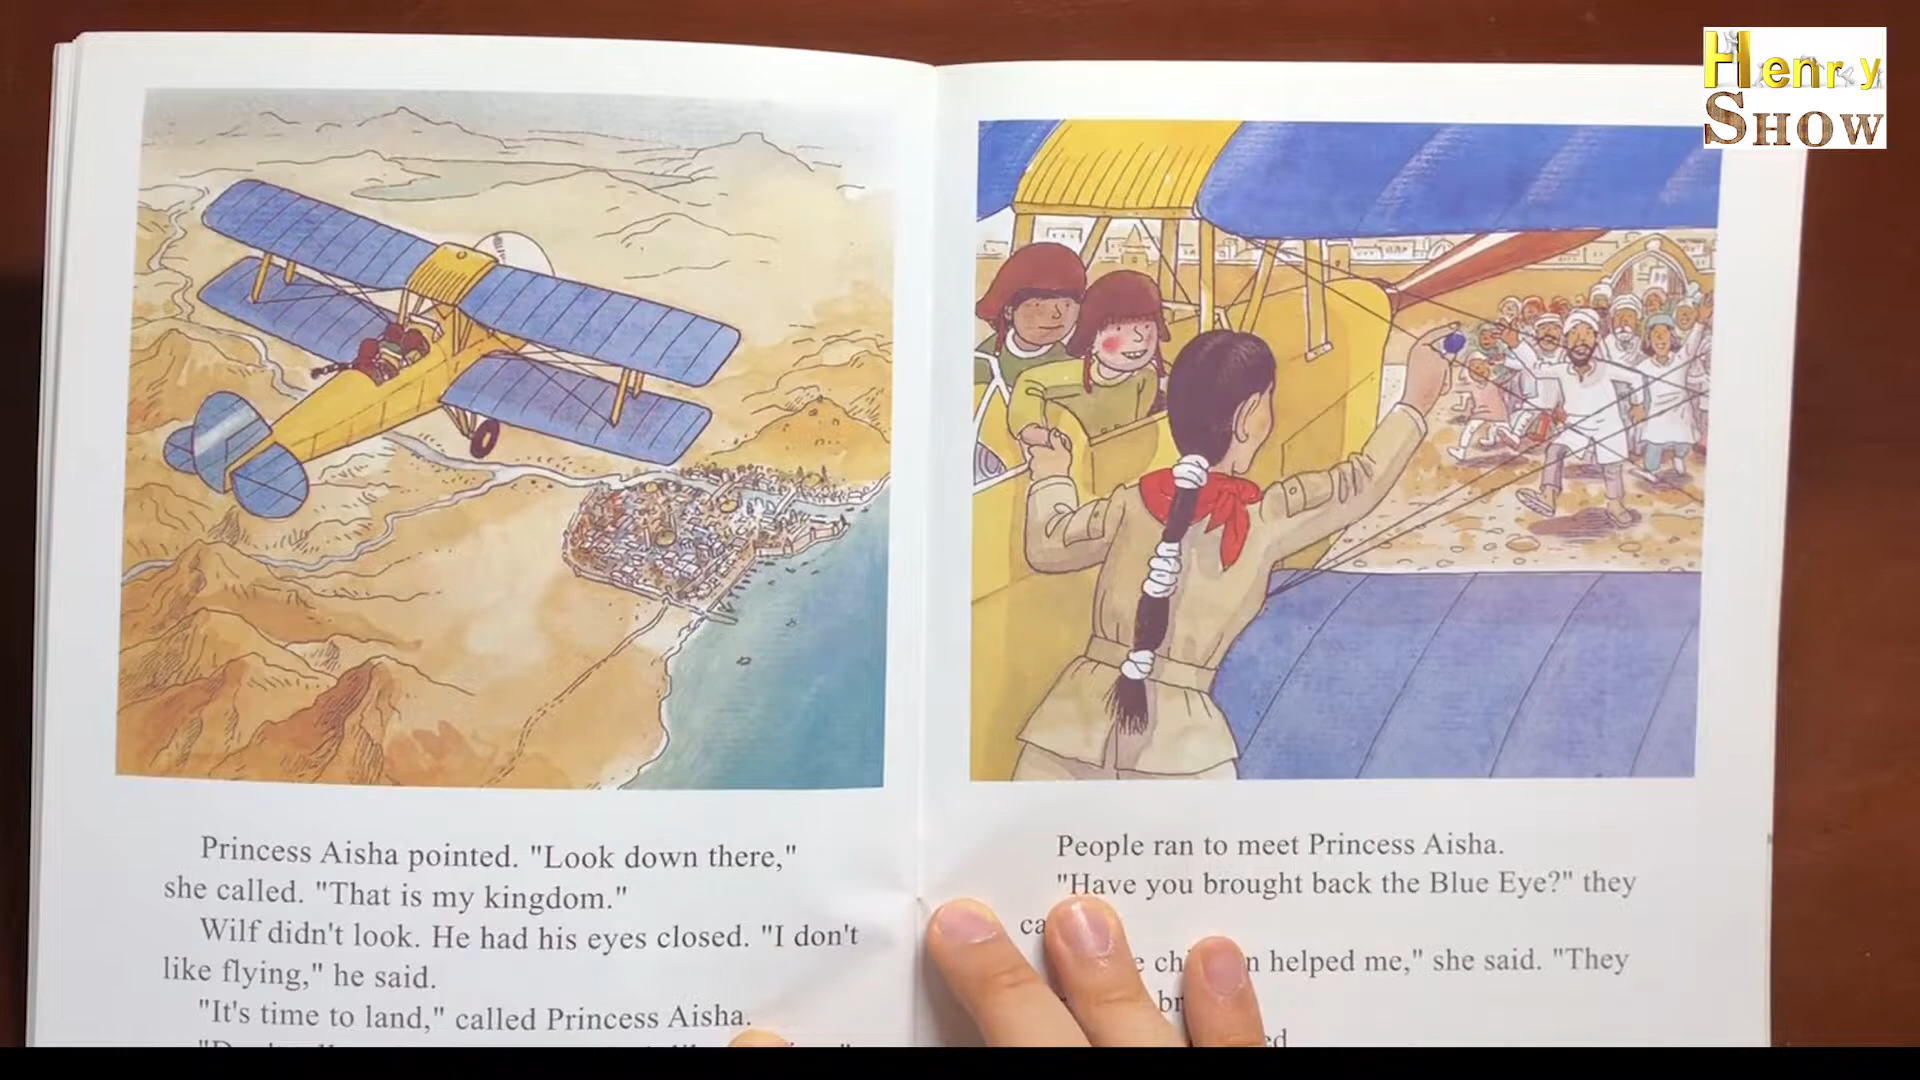 Henry
SHOW
Princess Aisha pointed. "Look down there,"
she called. "That is my kingdom."
Wilf didn't look. He had his eyes closed. "I don't
like flying," he said.
"It's time to land," called Princess Aisha.
People ran to meet Princess Aisha.
"Have you brought back the Blue Eye?" they
helped me," she said. "They